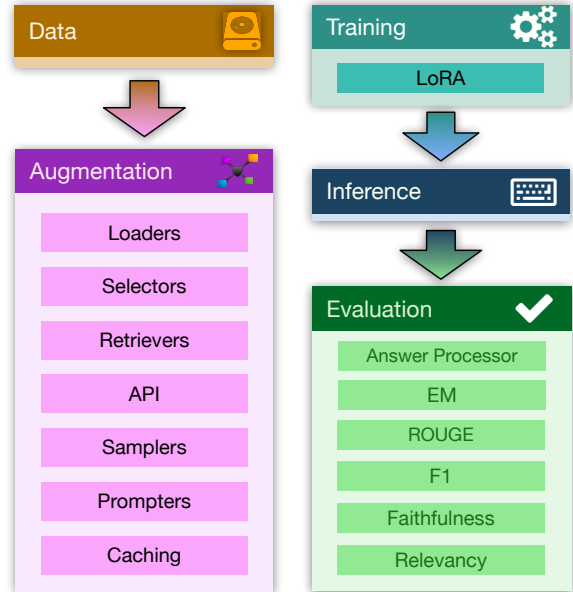 Data
Augmentation
Loaders
Selectors
Retrievers
API
Samplers
Prompters
Caching
Training
LoRA
Inference
Evaluation
Answer Processor
EM
ROUGE
F1
Faithfulness
Relevancy